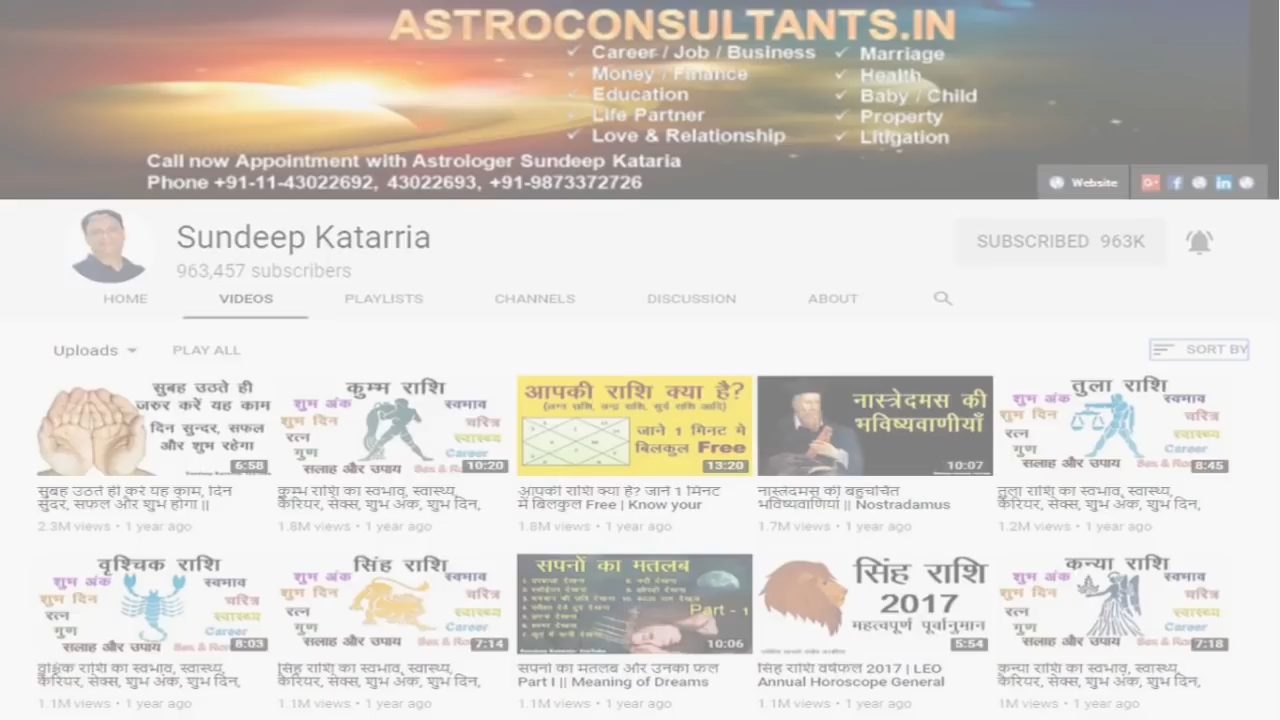 ASTROCONSULTANTS.IN
✓ Career / Job / Business ✓ Marriage
✓ Money / Finance ✓ Health
✓ Education ✓ Baby / Child
✓ Life Partner ✓ Property
✓ Love & Relationship ✓ Litigation
Call now Appointment with Astrologer Sundeep Kataria
Phone +91-11-43022692, 43022693, +91-9873372726
Website
Sundeep Katarria
963,457 subscribers
SUBSCRIBED 963K
HOME VIDEOS PLAYLISTS CHANNELS DISCUSSION ABOUT
Uploads PLAY ALL SORT BY
सुबह उठते ही
जरुर करें यह काम
दिन सुन्दर, सफल
और शुभ रहेगा
6:58
सुबह उठते ही करे यह काम, दिन
सुंदर, सफल और शुभ होगा ||
2.3M views • 1 year ago
कुम्भ राशि
शुभ अंक स्वभाव
शुभ दिन चरित्र
रत्न स्वास्थ्य
गुण Career
सलाह और उपाय
10:20
कुम्भ राशि का स्वभाव, स्वास्थ्य,
कैरियर, सेक्स, शुभ अंक, शुभ दिन,
1.8M views • 1 year ago
आपकी राशि क्या है?
(लग्न राशि, चन्द्र राशि, सुर्य राशि आदि)
जाने 1 मिनट मे
बिलकुल Free
13:20
आपकी राशि क्या है? जाने 1 मिनट
में बिलकुल Free | Know your
1.8M views • 1 year ago
नास्त्रेदमस की
भविष्यवाणीयाँ
10:07
नास्त्रेदमस की बहुचर्चित
भविष्यवाणियां || Nostradamus
1.7M views • 1 year ago
तुला राशि
शुभ अंक स्वभाव
शुभ दिन चरित्र
रत्न स्वास्थ्य
गुण Career
सलाह और उपाय
8:45
तुला राशि का स्वभाव, स्वास्थ्य,
कैरियर, सेक्स, शुभ अंक, शुभ दिन,
1.2M views • 1 year ago
वृश्चिक राशि
शुभ अंक स्वभाव
शुभ दिन चरित्र
रत्न स्वास्थ्य
गुण Career
सलाह और उपाय
8:03
वृश्चिक राशि का स्वभाव, स्वास्थ्य,
कैरियर, सेक्स, शुभ अंक, शुभ दिन,
1.1M views • 1 year ago
सिंह राशि
शुभ अंक स्वभाव
शुभ दिन चरित्र
रत्न स्वास्थ्य
गुण Career
सलाह और उपाय
7:14
सिंह राशि का स्वभाव, स्वास्थ्य,
कैरियर, सेक्स, शुभ अंक, शुभ दिन,
1.1M views • 1 year ago
सपनों का मतलब
Part - 1
10:06
सपनों का मतलब और उनका फल
Part I || Meaning of Dreams
1.1M views • 1 year ago
सिंह राशि
2017
महत्वपूर्ण पूर्वानुमान
5:54
सिंह राशि वर्षफल 2017 | LEO
Annual Horoscope General
1.1M views • 1 year ago
कन्या राशि
शुभ अंक स्वभाव
शुभ दिन चरित्र
रत्न स्वास्थ्य
गुण Career
सलाह और उपाय
7:18
कन्या राशि का स्वभाव, स्वास्थ्य,
कैरियर, सेक्स, शुभ अंक, शुभ दिन,
1M views • 1 year ago